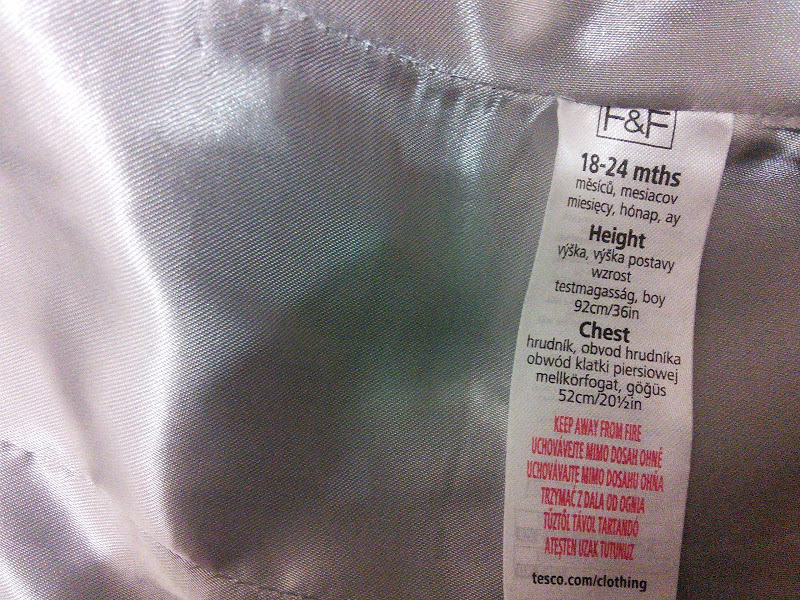 F&F
18-24 mths
měsíců, mesiacov
miesięcy, hónap, ay
Height
výška, výška postavy
wzrost
testmagasság, boy
92cm/36in
Chest
hrudník, obvod hrudníka
obwód klatki piersiowej
mellkörfogat, göğüs
52cm/20½in
KEEP AWAY FROM FIRE
UCHOVÁVEJTE MIMO DOSAH OHNĚ
UCHOVÁVAJTE MIMO DOSAHU OHŇA
TRZYMAĆ Z DALA OD OGNIA
TŰZTŐL TÁVOL TARTANDÓ
ATEŞTEN UZAK TUTUNUZ
tesco.com/clothing